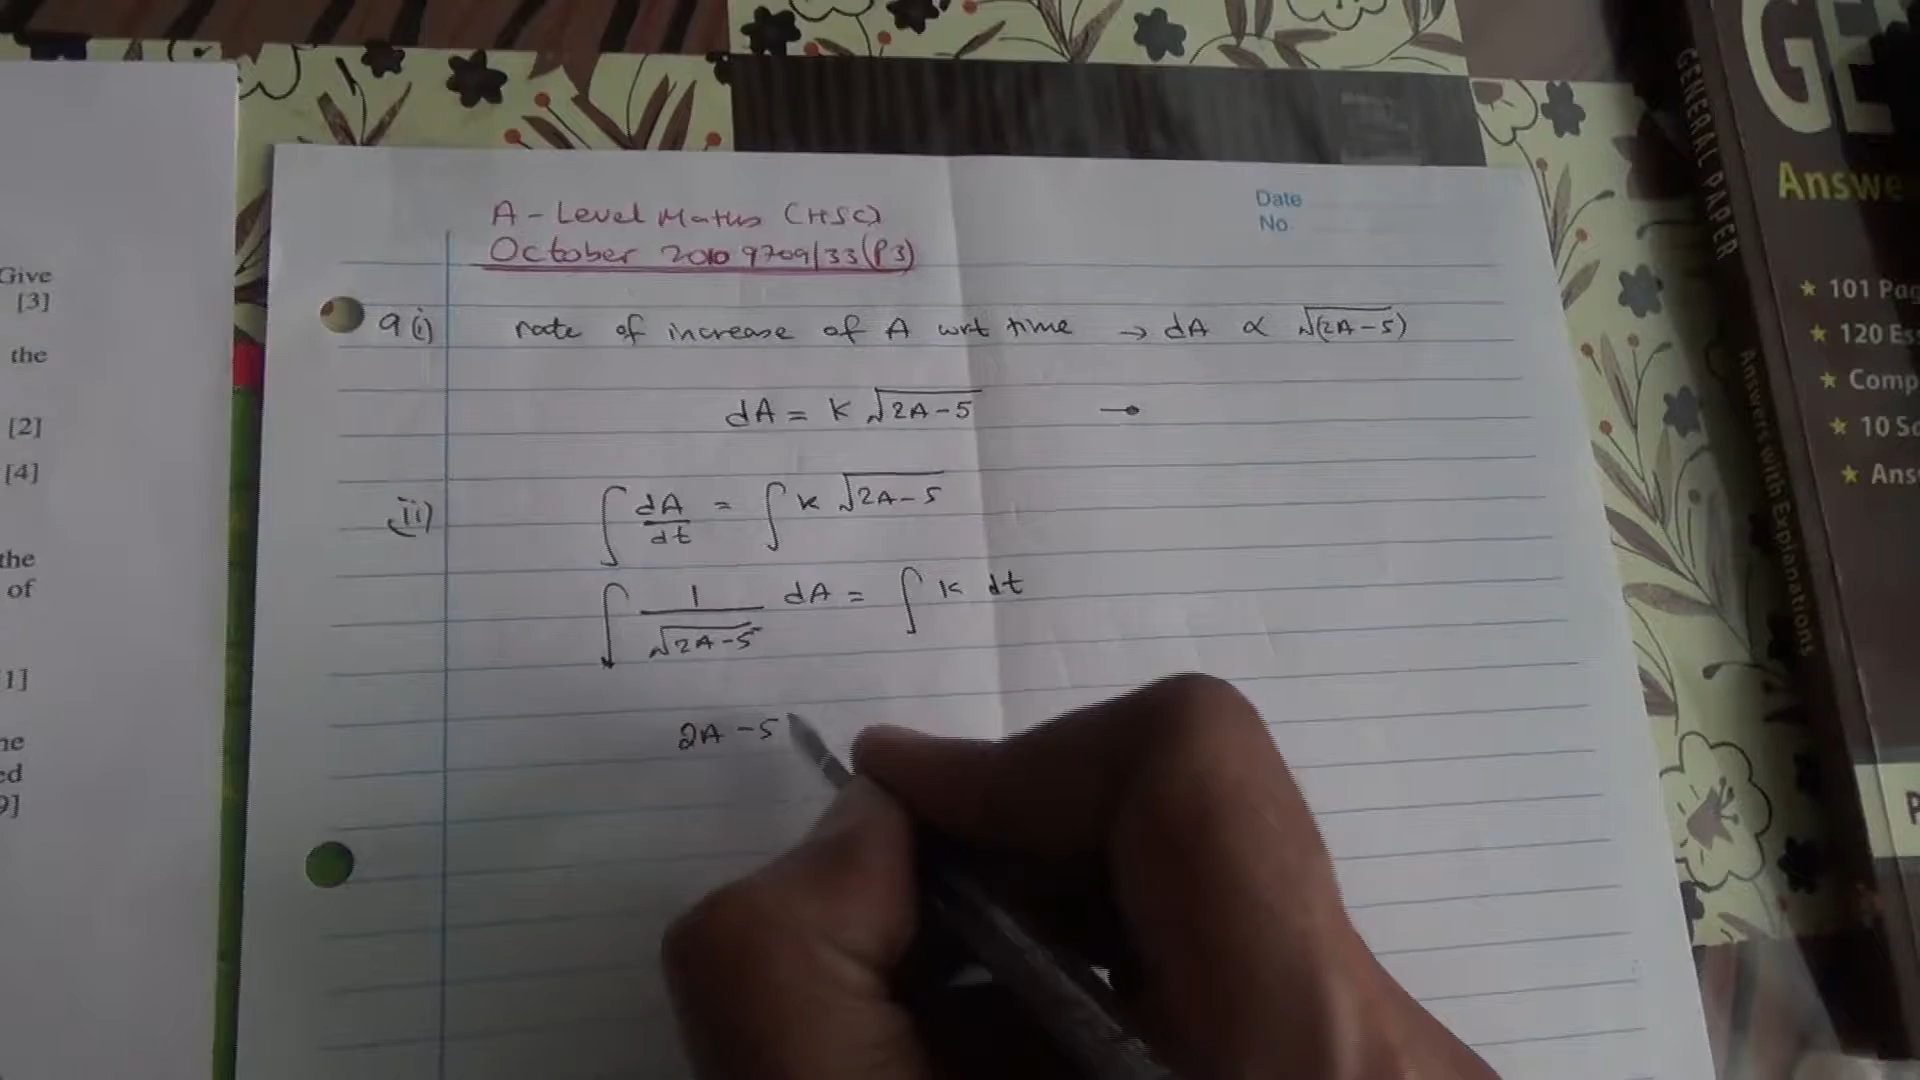 Give
[3]
the
[2]
[4]
the
of
1]
ed
9]
A - Level Maths (HSC)
October 2010 9709/33 (P3)
Date
No
9(i) rate of increase of A wrt time → dA ∝ √(2A-5)
dA = K √2A-5
(ii) ∫ dA/dt = ∫ K √2A-5
∫ 1/√2A-5 dA = ∫ K dt
2A-5
GENERAL PAPER
Answers with Explanations
GE
Answe
★ 101 Pag
★ 120 Es
★ Comp
★ 10 Sa
★ Ans
P